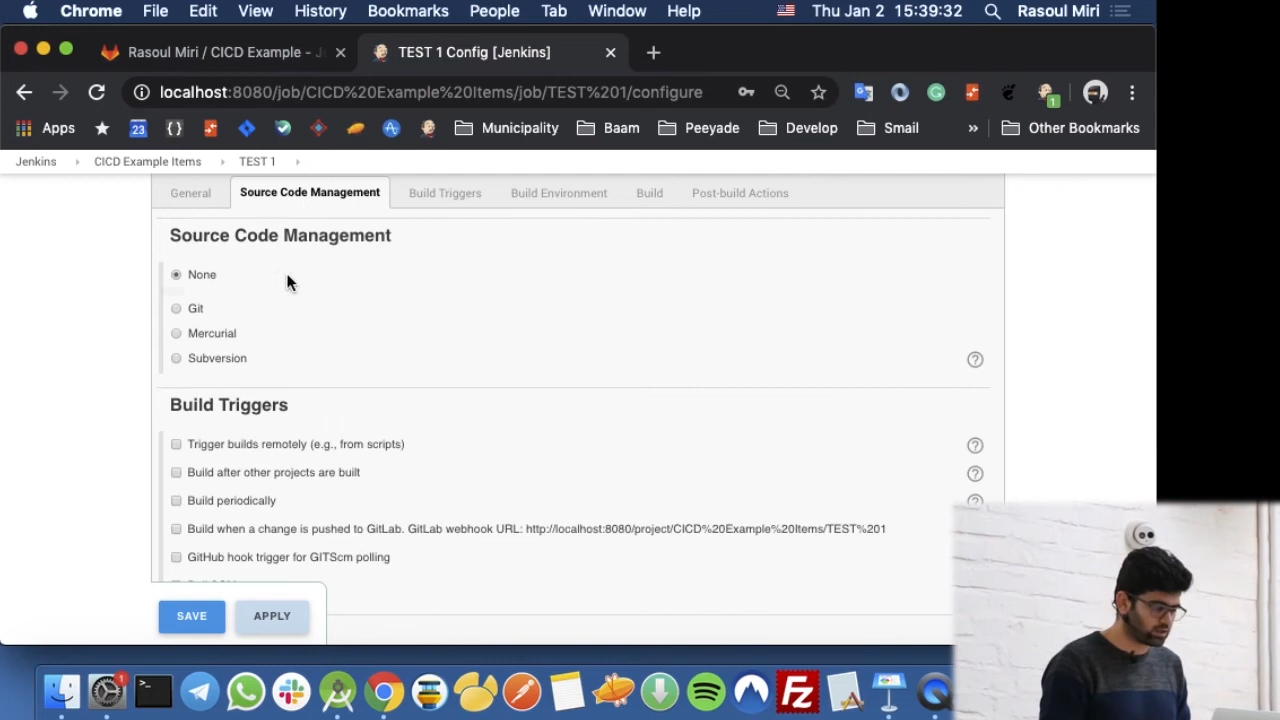 Chrome File Edit View History Bookmarks People Tab Window Help Thu Jan 2 15:39:32 Rasoul Miri
Rasoul Miri / CICD Example - J
TEST 1 Config [Jenkins]
localhost:8080/job/CICD%20Example%20Items/job/TEST%201/configure
1
Apps 23 Municipality Baam Peeyade Develop Smail » Other Bookmarks
Jenkins CICD Example Items TEST 1
General Source Code Management Build Triggers Build Environment Build Post-build Actions
Source Code Management
None
Git
Mercurial
Subversion
Build Triggers
Trigger builds remotely (e.g., from scripts)
Build after other projects are built
Build periodically
Build when a change is pushed to GitLab. GitLab webhook URL: http://localhost:8080/project/CICD%20Example%20Items/TEST%201
GitHub hook trigger for GITScm polling
SAVE APPLY
1
FZ